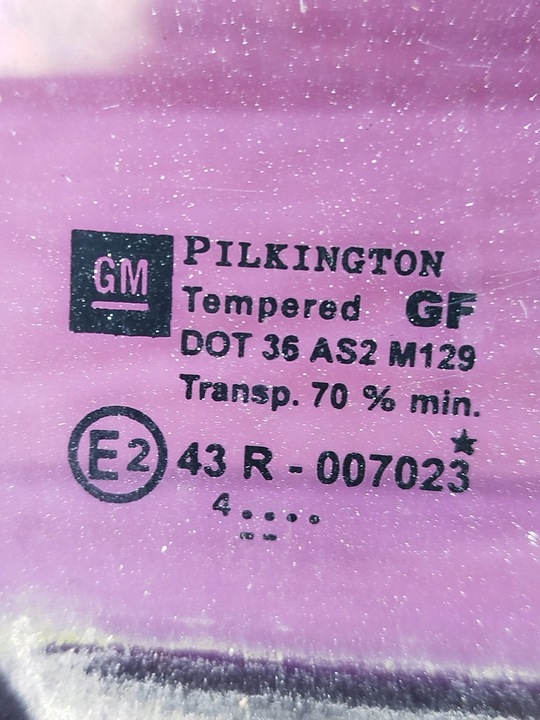 GM
PILKINGTON
Tempered GF
DOT 36 AS2 M129
Transp. 70 % min.
E2 43 R - 007023
4....